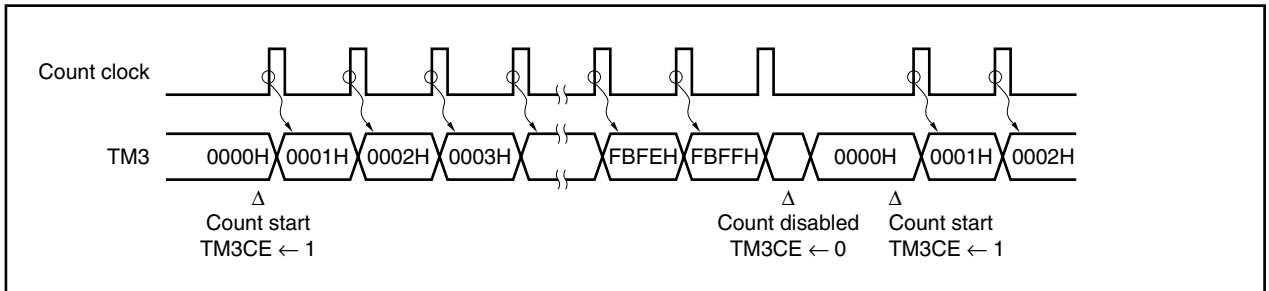 Count clock
TM3
0000H 0001H 0002H 0003H FBFEH FBFFH 0000H 0001H 0002H
Δ Δ Δ
Count start
TM3CE ← 1
Count disabled
TM3CE ← 0
Count start
TM3CE ← 1